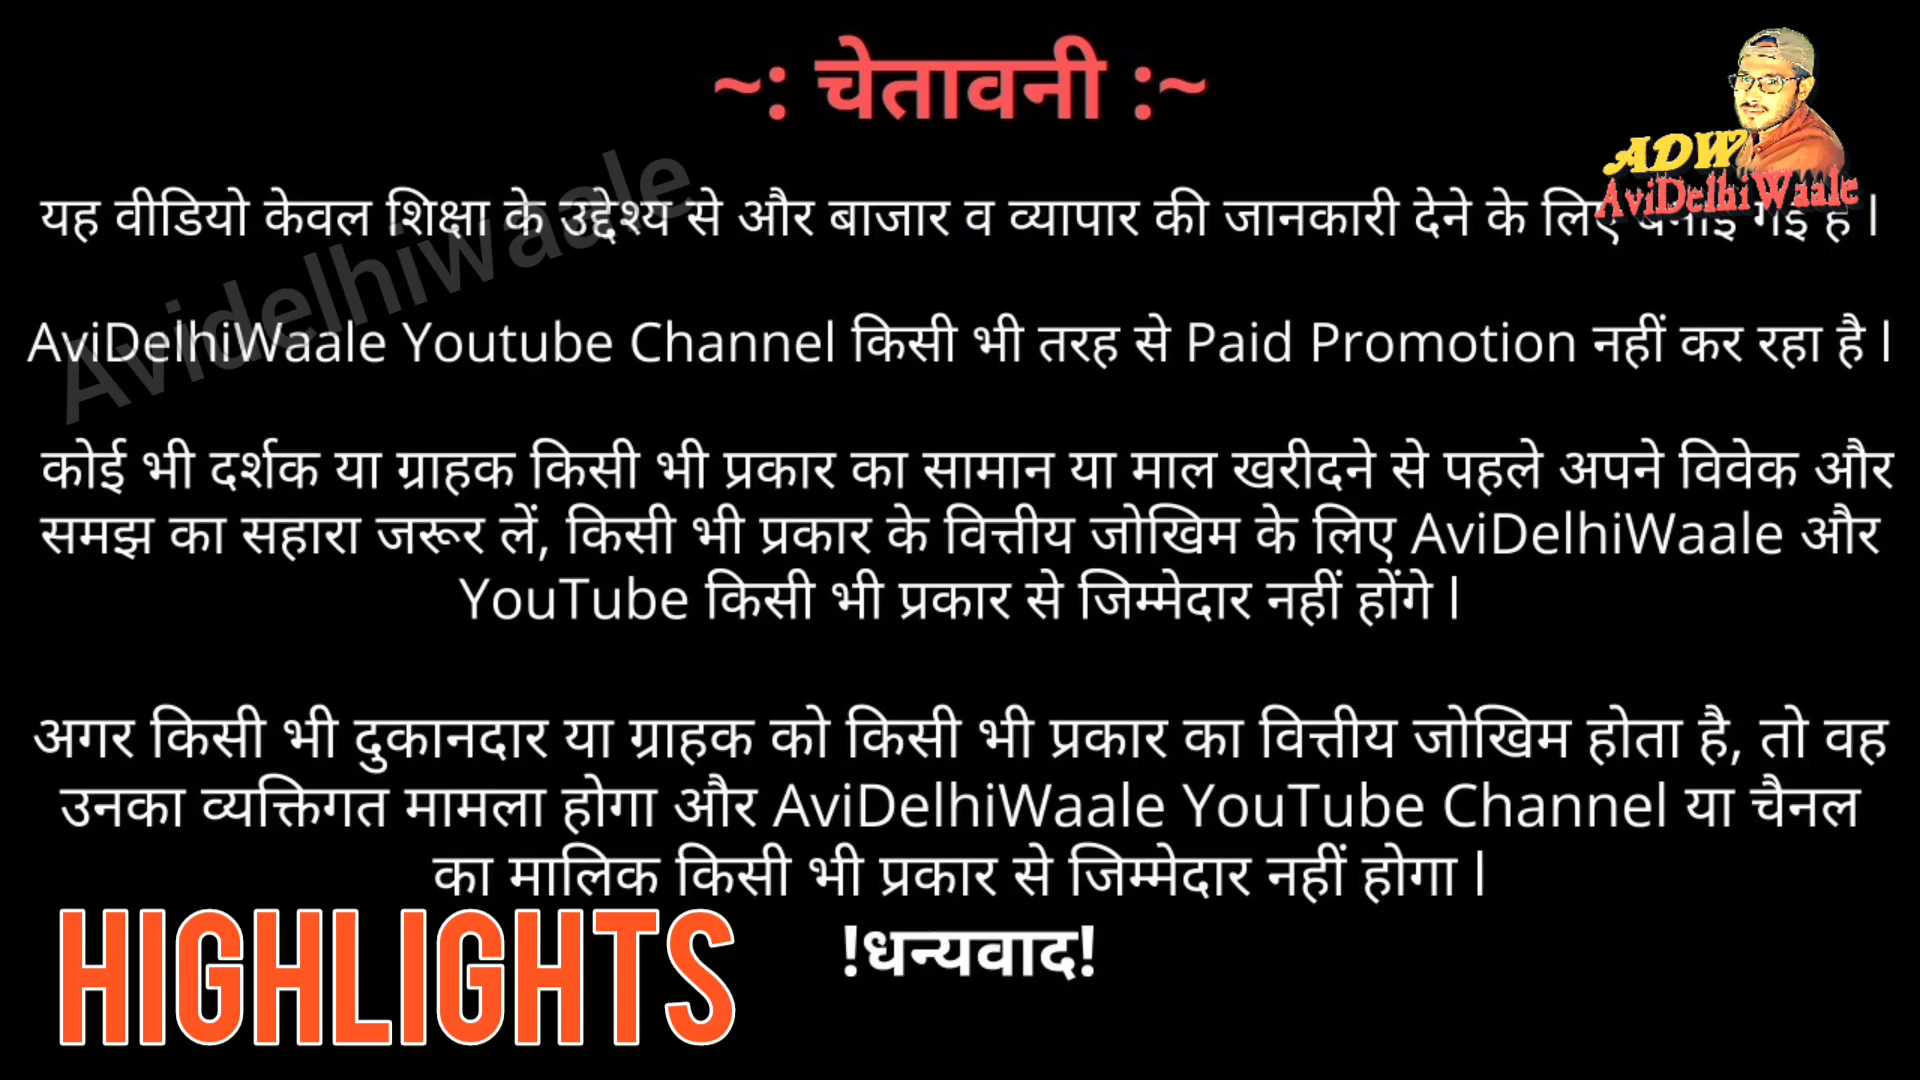 ~: चेतावनी :~
ADW
AviDelhiWaale
यह वीडियो केवल शिक्षा के उद्देश्य से और बाजार व व्यापार की जानकारी देने के लिए बनाई गई है l
Avidelhiwaale
AviDelhiWaale Youtube Channel किसी भी तरह से Paid Promotion नहीं कर रहा है l
कोई भी दर्शक या ग्राहक किसी भी प्रकार का सामान या माल खरीदने से पहले अपने विवेक और
समझ का सहारा जरूर लें, किसी भी प्रकार के वित्तीय जोखिम के लिए AviDelhiWaale और
YouTube किसी भी प्रकार से जिम्मेदार नहीं होंगे l
अगर किसी भी दुकानदार या ग्राहक को किसी भी प्रकार का वित्तीय जोखिम होता है, तो वह
उनका व्यक्तिगत मामला होगा और AviDelhiWaale YouTube Channel या चैनल
का मालिक किसी भी प्रकार से जिम्मेदार नहीं होगा l
!धन्यवाद!
HIGHLIGHTS